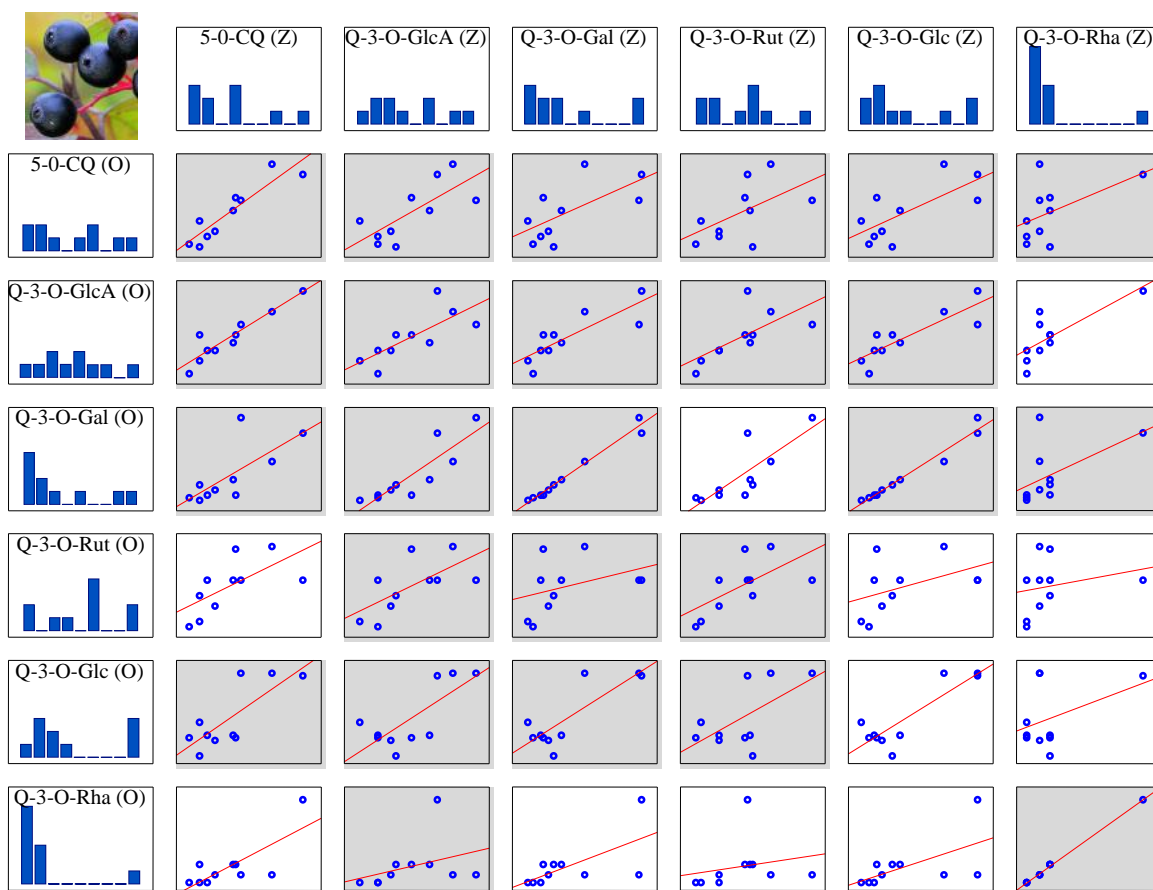 5-0-CQ (Z)
Q-3-O-GlcA (Z)
Q-3-O-Gal (Z)
Q-3-O-Rut (Z)
Q-3-O-Glc (Z)
Q-3-O-Rha (Z)
5-0-CQ (O)
Q-3-O-GlcA (O)
Q-3-O-Gal (O)
Q-3-O-Rut (O)
Q-3-O-Glc (O)
Q-3-O-Rha (O)